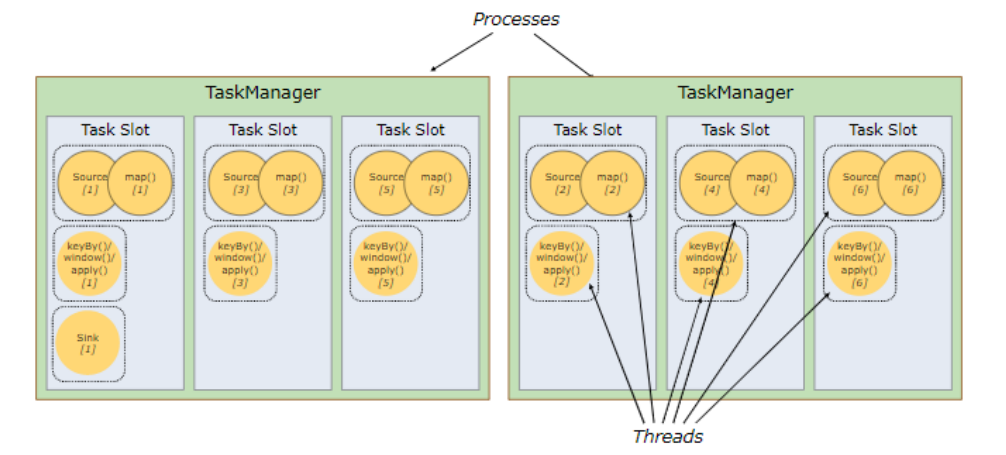 Processes
TaskManager
TaskManager
Task Slot
Task Slot
Task Slot
Task Slot
Task Slot
Task Slot
Source
[1]
map()
[1]
Source
[3]
map()
[3]
Source
[5]
map()
[5]
Source
[2]
map()
[2]
Source
[4]
map()
[4]
Source
[6]
map()
[6]
keyBy()/
window()/
apply()
[1]
keyBy()/
window()/
apply()
[3]
keyBy()/
window()/
apply()
[5]
keyBy()/
window()/
apply()
[2]
keyBy()/
window()/
apply()
[4]
keyBy()/
window()/
apply()
[6]
Sink
[1]
Threads